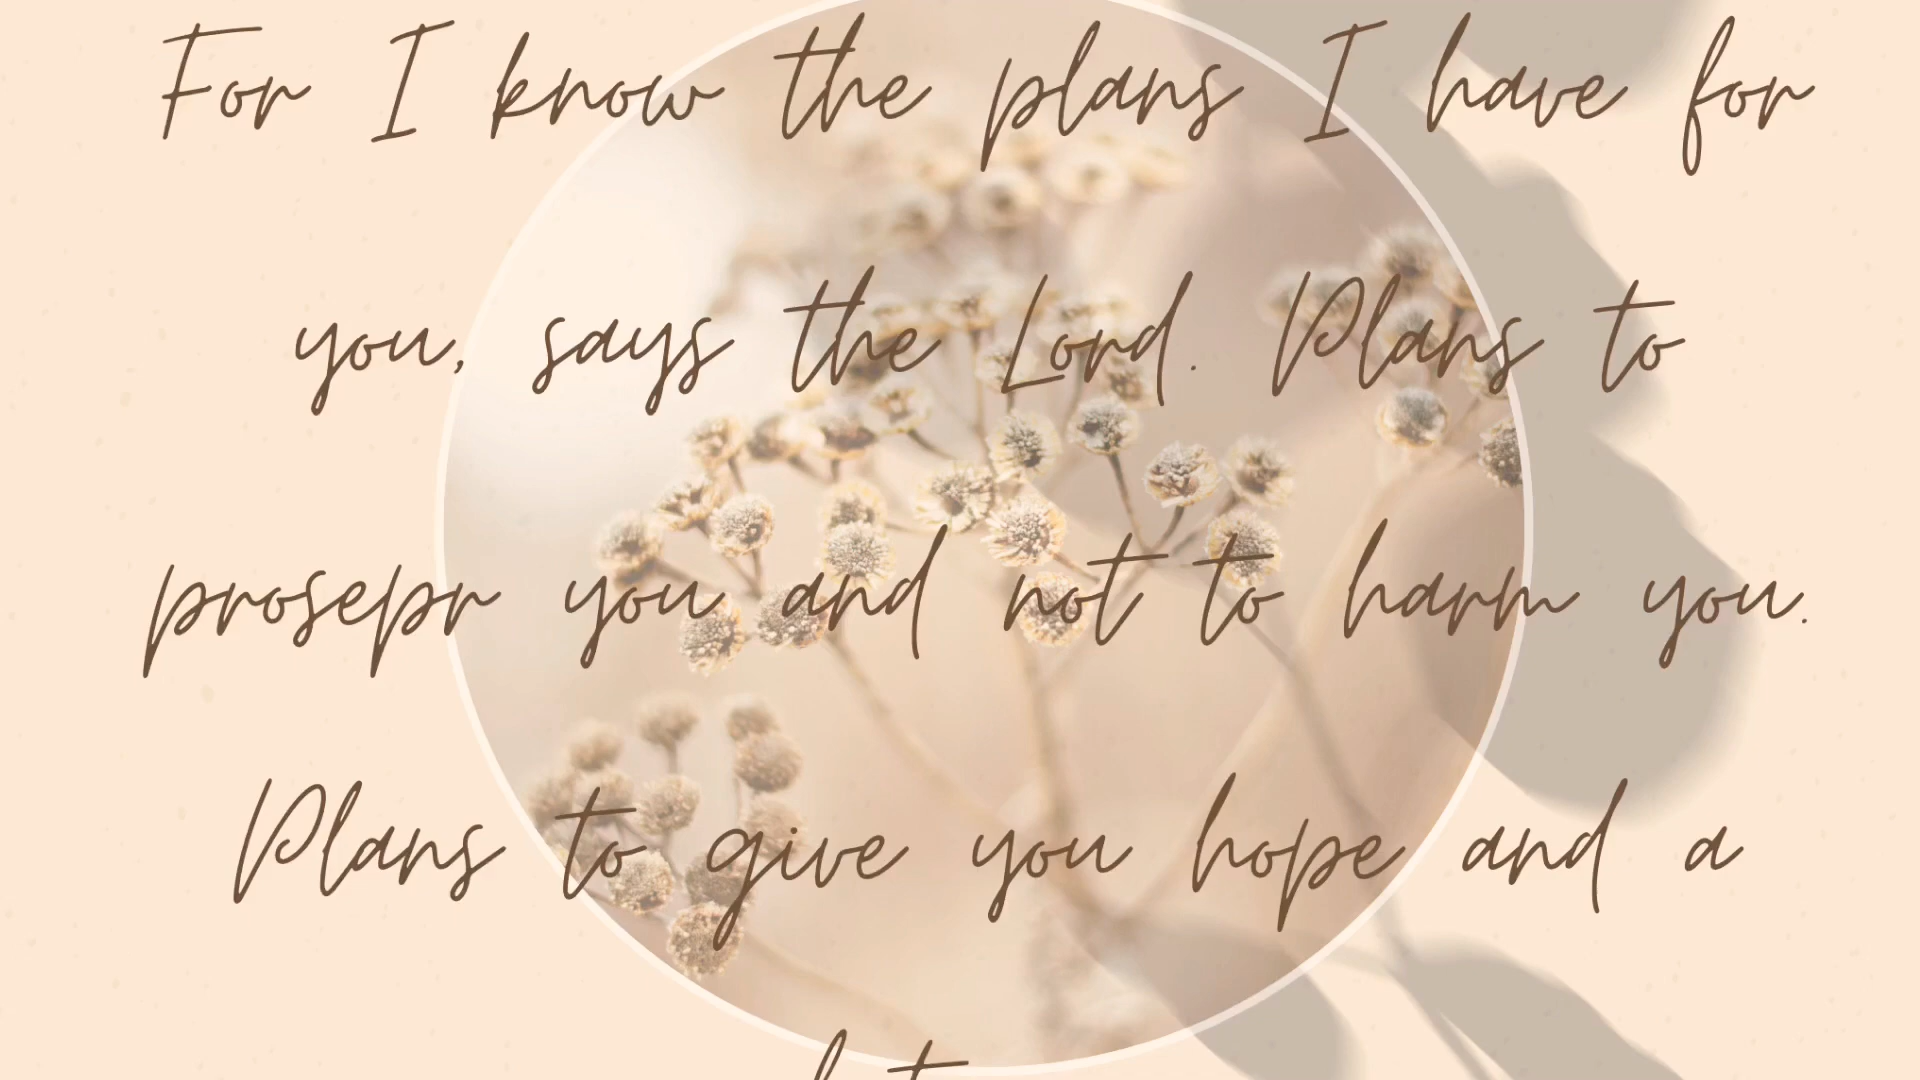 For I know the plans I have for
you, says the Lord. Plans to
prosepr you and not to harm you.
Plans to give you hope and a